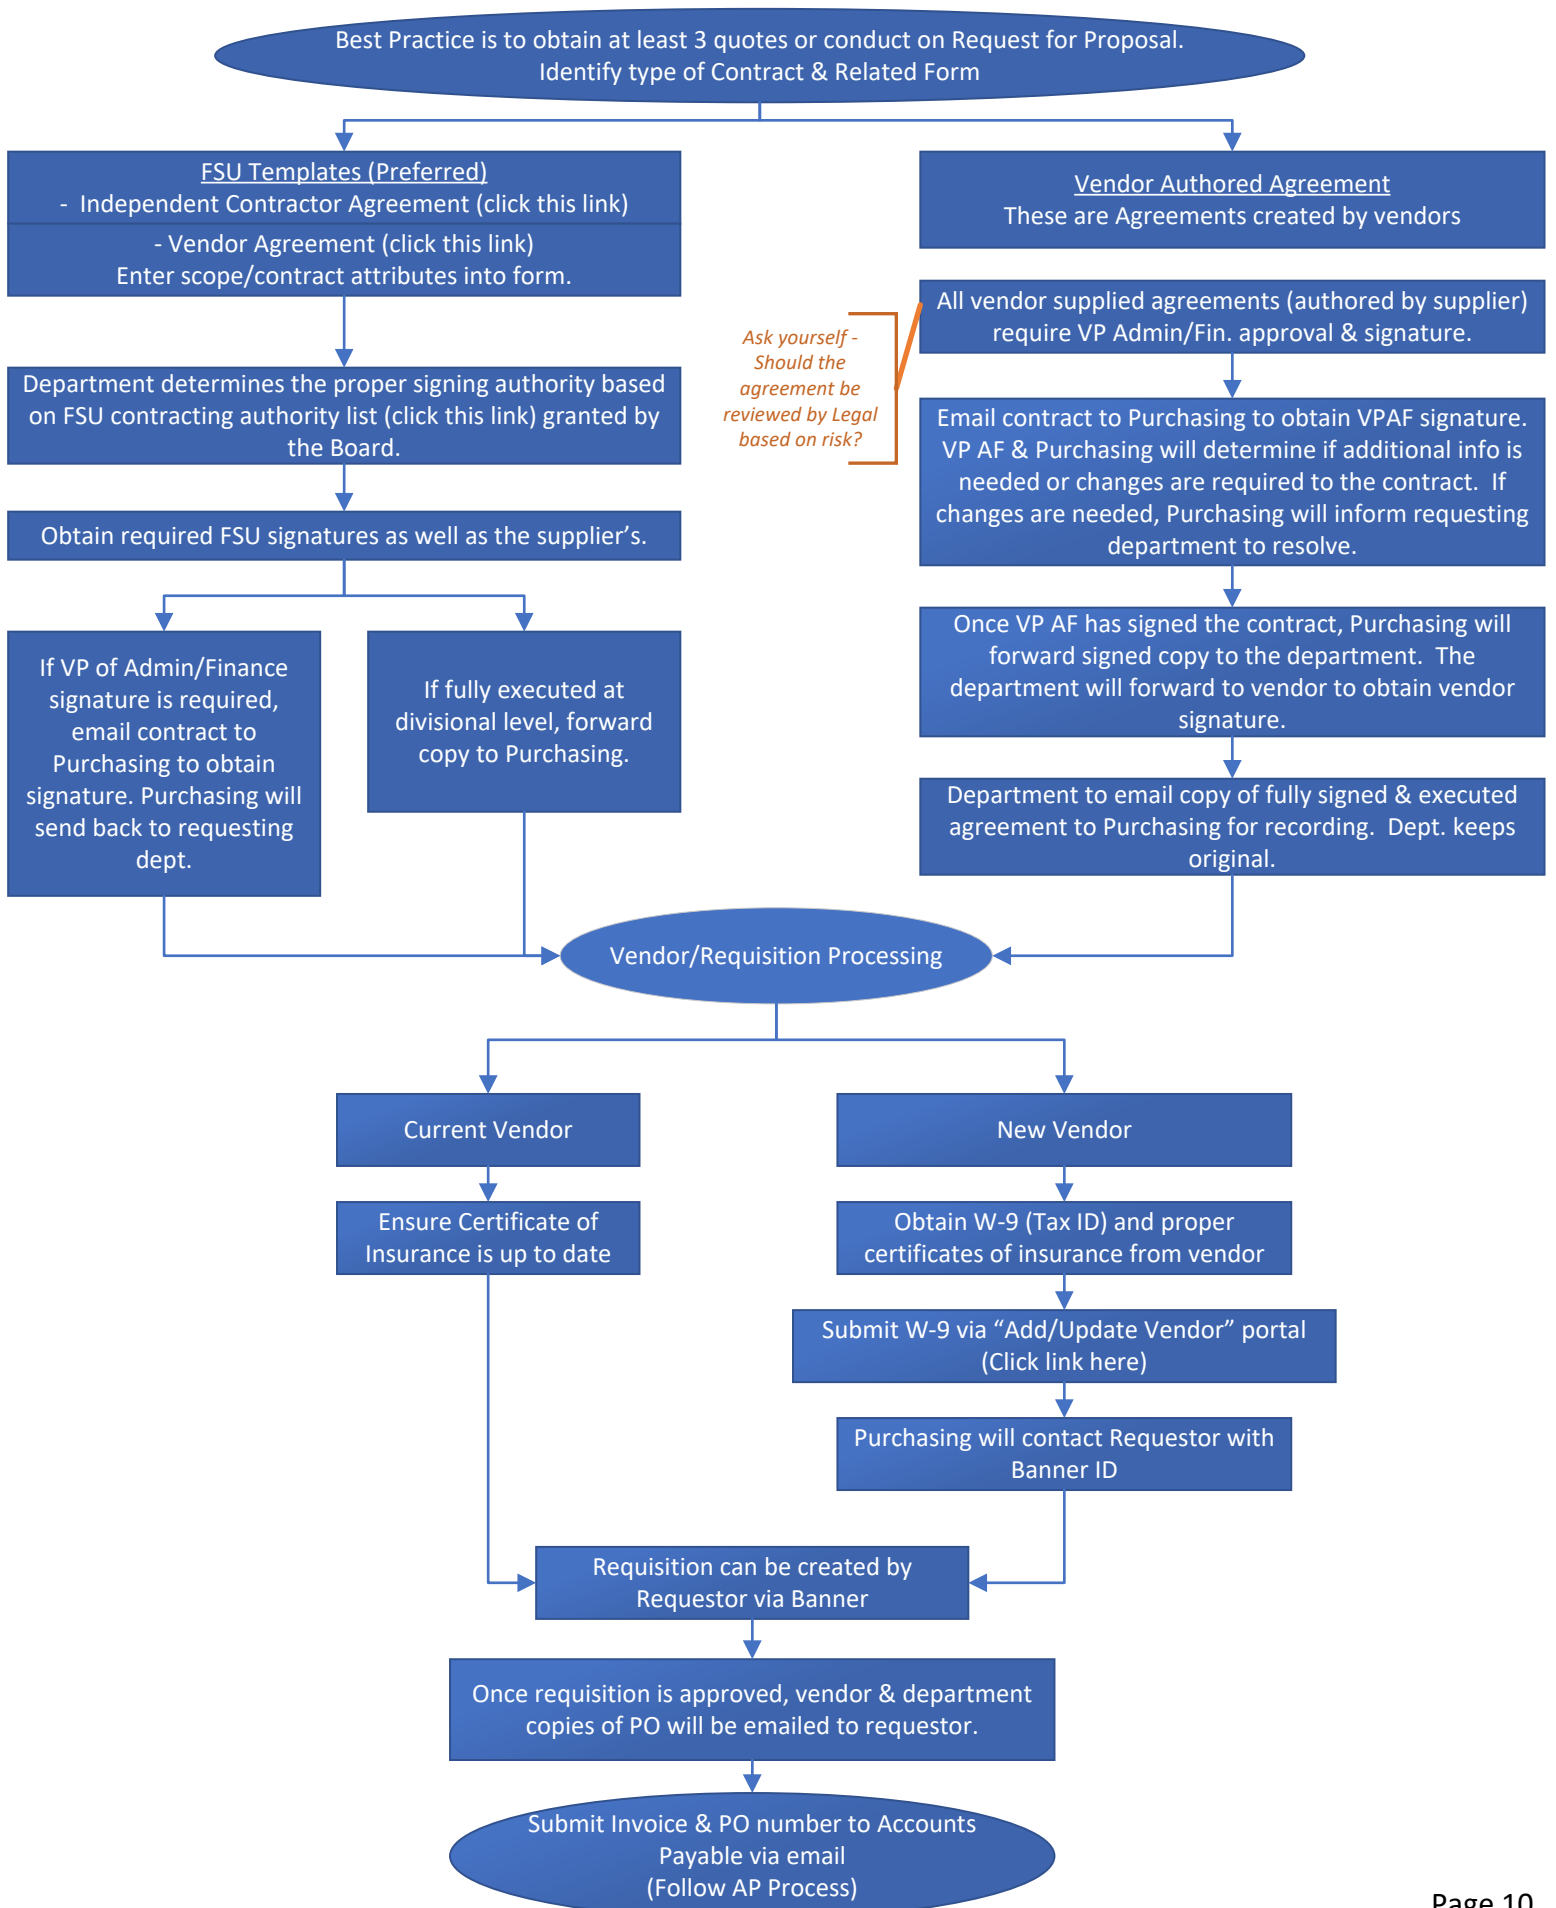 Best Practice is to obtain at least 3 quotes or conduct on Request for Proposal.
Identify type of Contract & Related Form
FSU Templates (Preferred)
- Independent Contractor Agreement (click this link)
- Vendor Agreement (click this link)
Enter scope/contract attributes into form.
Department determines the proper signing authority based
on FSU contracting authority list (click this link) granted by
the Board.
Obtain required FSU signatures as well as the supplier's.
If VP of Admin/Finance
signature is required,
email contract to
Purchasing to obtain
signature. Purchasing will
send back to requesting
dept.
If fully executed at
divisional level, forward
copy to Purchasing.
Vendor Authored Agreement
These are Agreements created by vendors
All vendor supplied agreements (authored by supplier)
require VP Admin/Fin. approval & signature.
Ask yourself -
Should the
agreement be
reviewed by Legal
based on risk?
Email contract to Purchasing to obtain VPAF signature.
VP AF & Purchasing will determine if additional info is
needed or changes are required to the contract. If
changes are needed, Purchasing will inform requesting
department to resolve.
Once VP AF has signed the contract, Purchasing will
forward signed copy to the department. The
department will forward to vendor to obtain vendor
signature.
Department to email copy of fully signed & executed
agreement to Purchasing for recording. Dept. keeps
original.
Vendor/Requisition Processing
Current Vendor
Ensure Certificate of
Insurance is up to date
New Vendor
Obtain W-9 (Tax ID) and proper
certificates of insurance from vendor
Submit W-9 via “Add/Update Vendor” portal
(Click link here)
Purchasing will contact Requestor with
Banner ID
Requisition can be created by
Requestor via Banner
Once requisition is approved, vendor & department
copies of PO will be emailed to requestor.
Submit Invoice & PO number to Accounts
Payable via email
(Follow AP Process)
Page 10